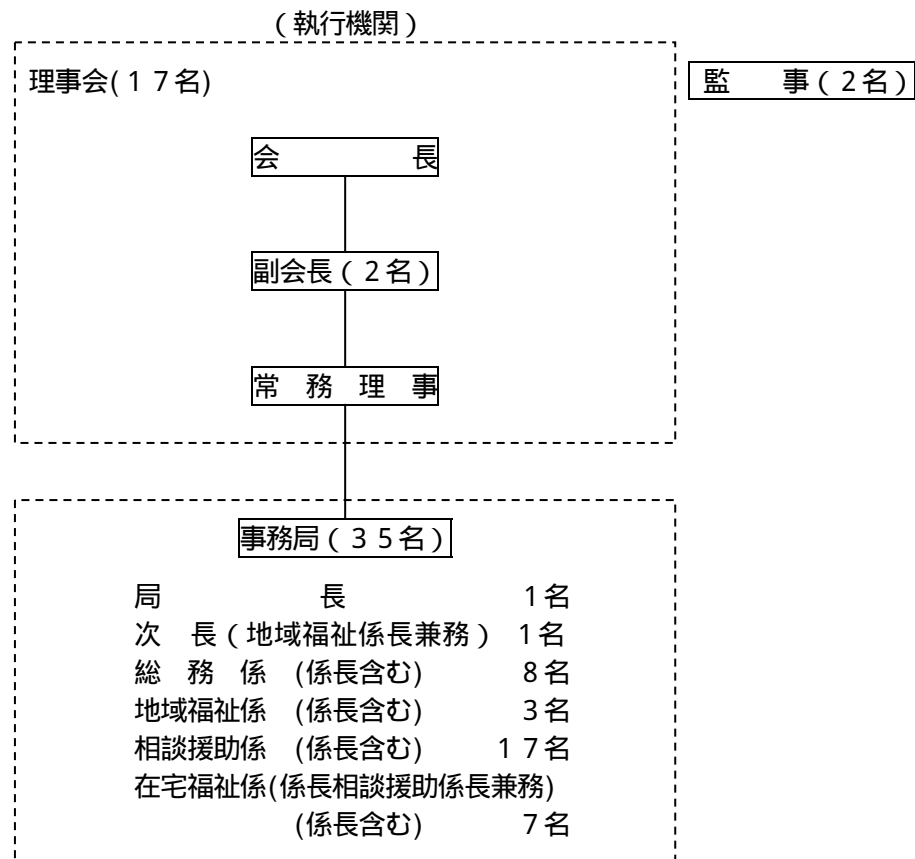 （執行機関）
理事会(１７名)
監　　事（２名）
会　　　　　長
副会長（２名）
常　務　理　事
事務局（３５名）
局　　　　　　長　　　　　　　1名
次　長（地域福祉係長兼務）　1名
総　務　係　(係長含む)　　　　8名
地域福祉係　(係長含む)　　　　3名
相談援助係　(係長含む)　　　１７名
在宅福祉係(係長相談援助係長兼務)
(係長含む)　　　　7名